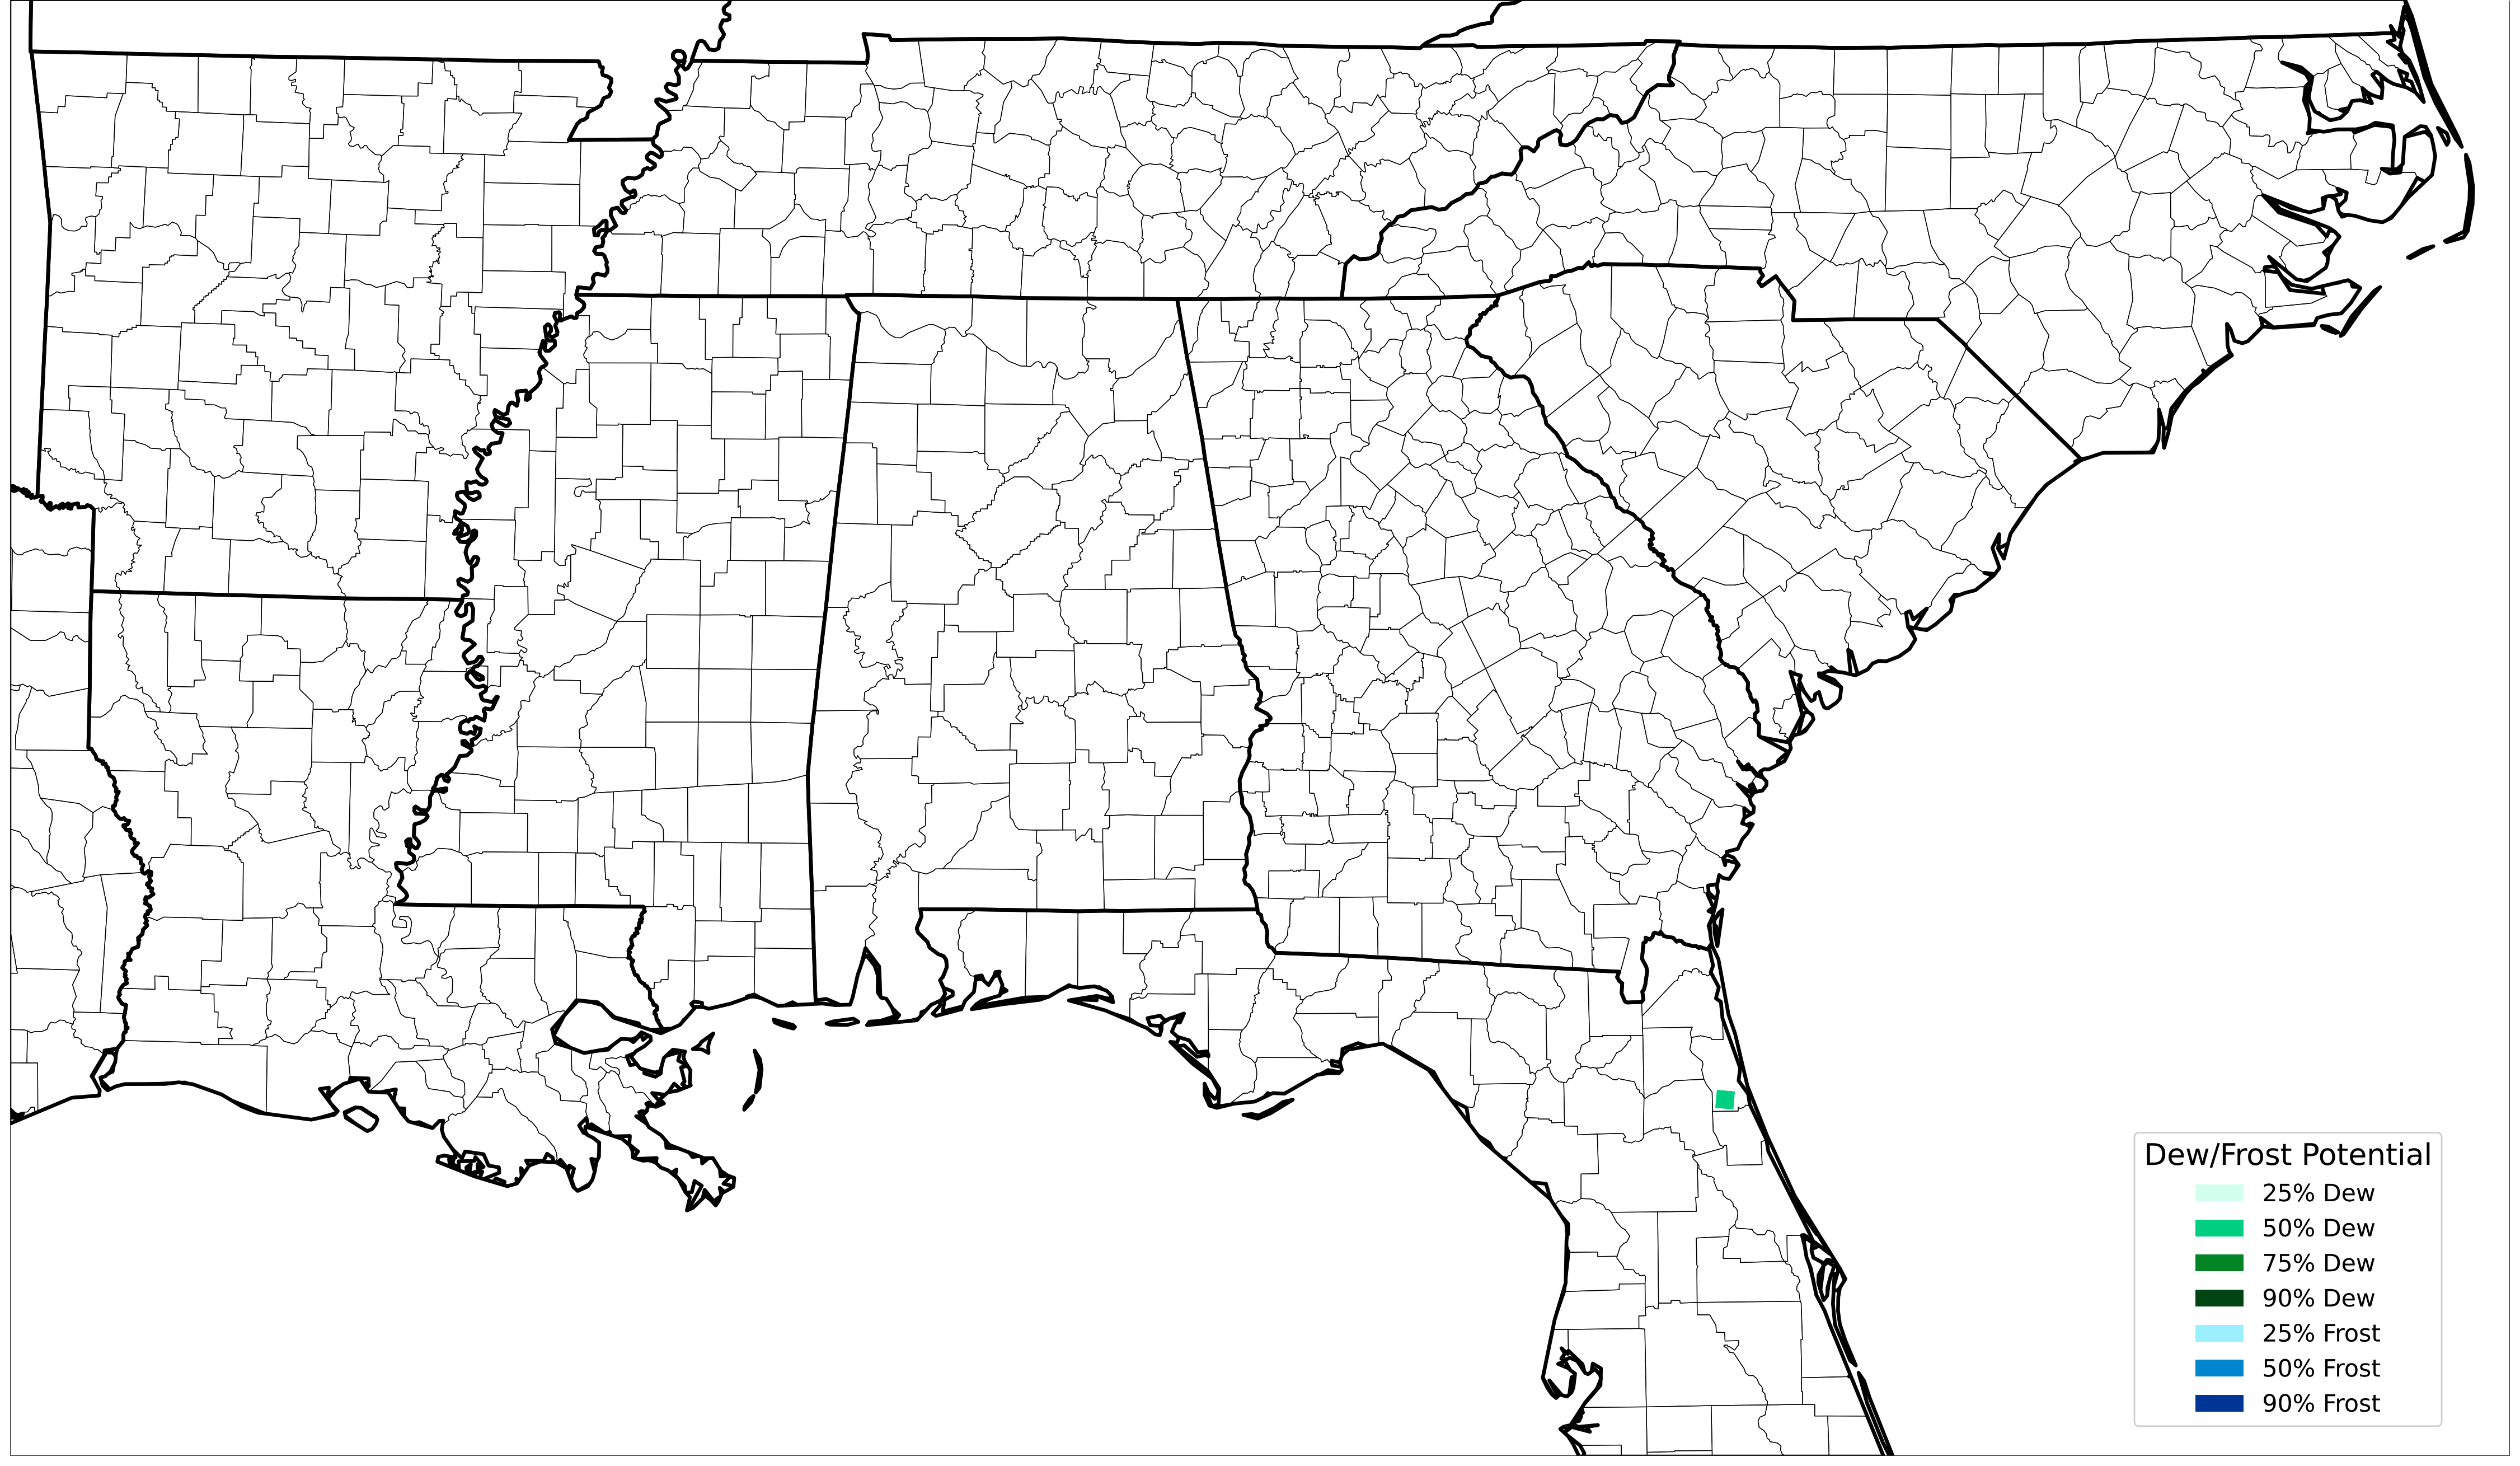 Dew/Frost Potential
25% Dew
50% Dew
75% Dew
90% Dew
25% Frost
50% Frost
90% Frost